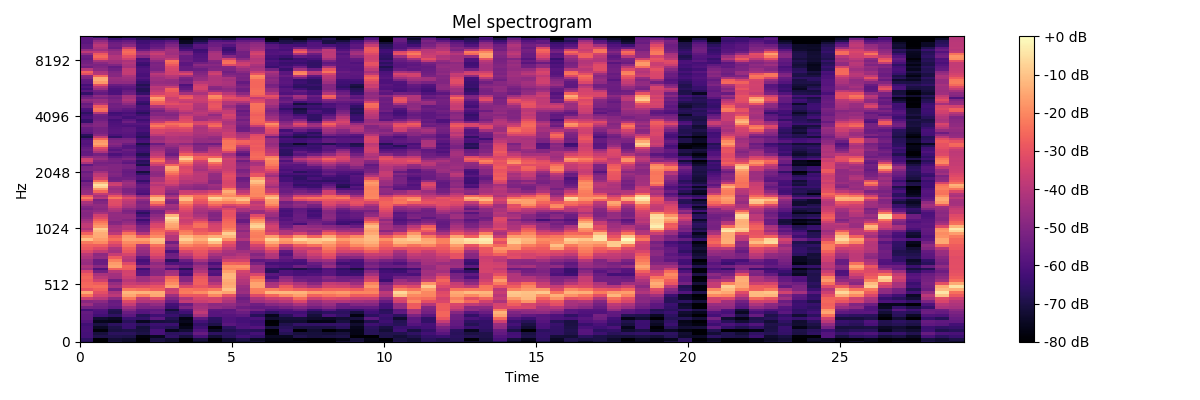 Mel spectrogram
Hz
8192
4096
2048
1024
512
0
0 5 10 15 20 25
Time
+0 dB
-10 dB
-20 dB
-30 dB
-40 dB
-50 dB
-60 dB
-70 dB
-80 dB